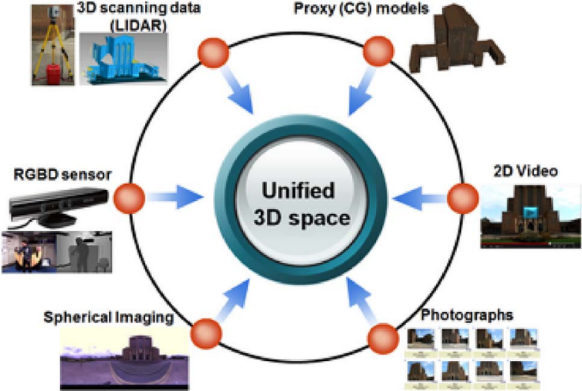 3D scanning data
(LIDAR)
Proxy (CG) models
RGBD sensor
2D Video
Unified
3D space
Spherical Imaging
Photographs